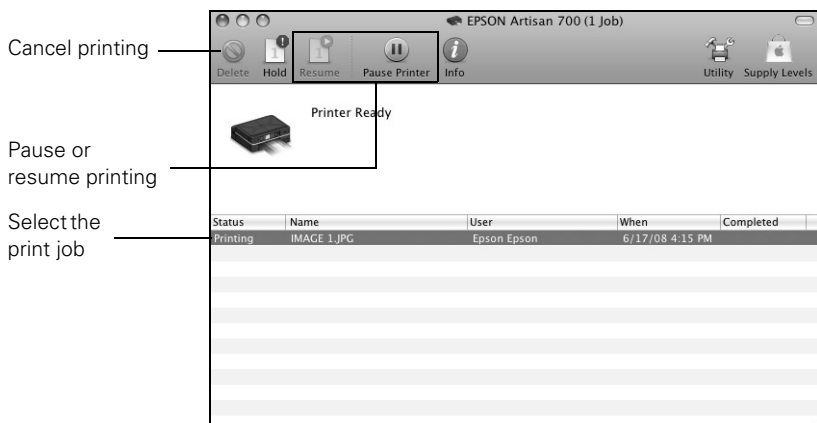 EPSON Artisan 700 (1 Job)
Cancel printing
Delete Hold Resume Pause Printer Info Utility Supply Levels
Printer Ready
Pause or
resume printing
Select the
print job
Status Name User When Completed
Printing IMAGE 1.JPG Epson Epson 6/17/08 4:15 PM